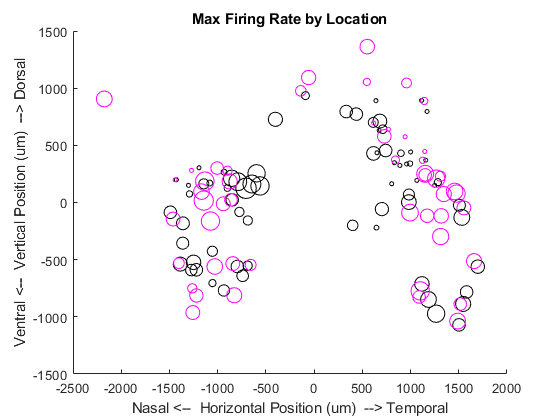 Max Firing Rate by Location
1500
1000
500
0
-500
-1000
-1500
Ventral <-- Vertical Position (um) --> Dorsal
-2500 -2000 -1500 -1000 -500 0 500 1000 1500 2000
Nasal <-- Horizontal Position (um) --> Temporal